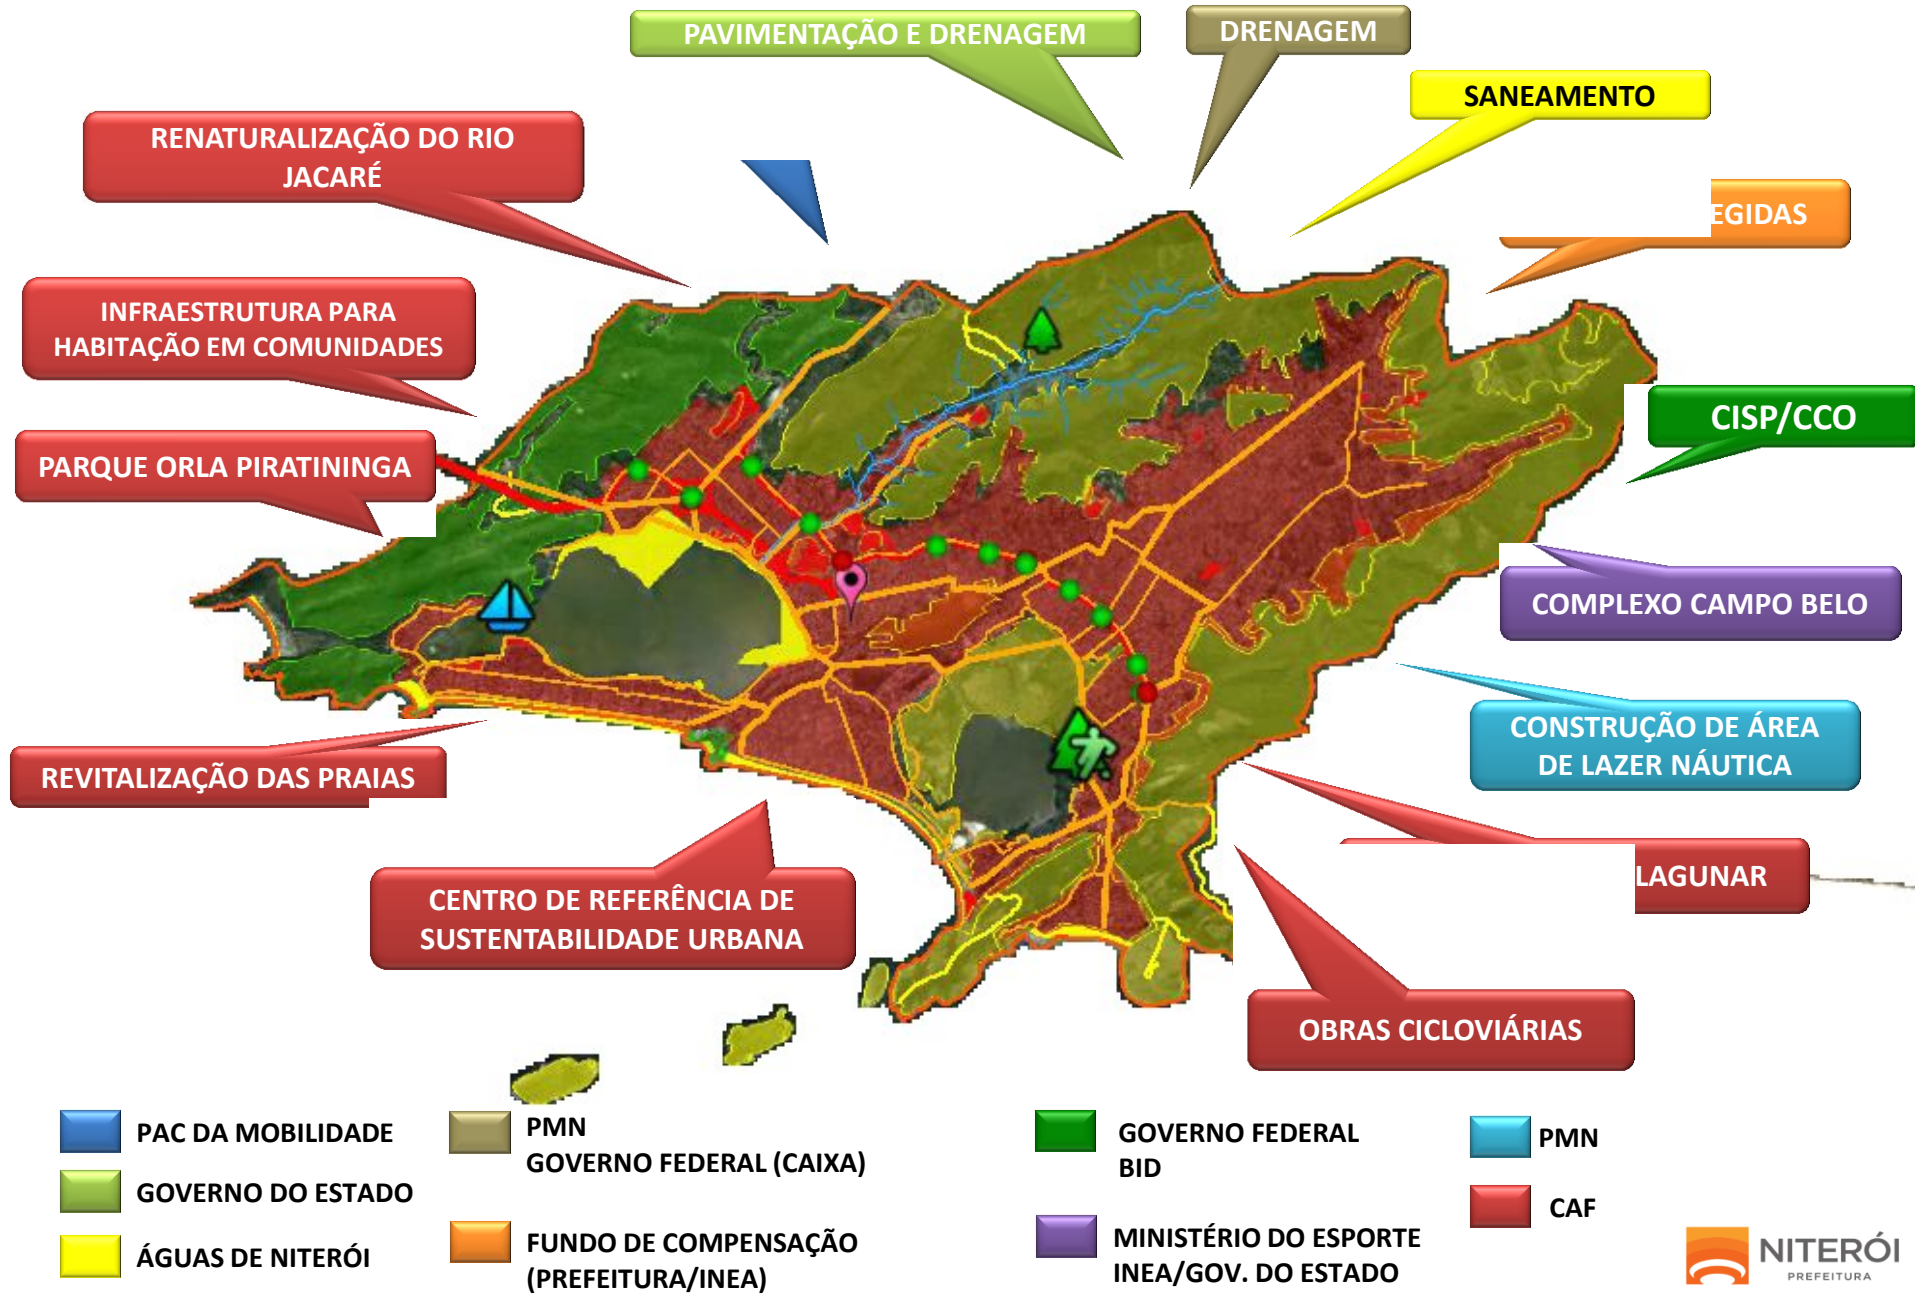 PAVIMENTAÇÃO E DRENAGEM
DRENAGEM
SANEAMENTO
RENATURALIZAÇÃO DO RIO
JACARÉ
EGIDAS
INFRAESTRUTURA PARA
HABITAÇÃO EM COMUNIDADES
CISP/CCO
PARQUE ORLA PIRATININGA
COMPLEXO CAMPO BELO
CONSTRUÇÃO DE ÁREA
DE LAZER NÁUTICA
REVITALIZAÇÃO DAS PRAIAS
LAGUNAR
CENTRO DE REFERÊNCIA DE
SUSTENTABILIDADE URBANA
OBRAS CICLOVIÁRIAS
PAC DA MOBILIDADE
GOVERNO DO ESTADO
ÁGUAS DE NITERÓI
PMN
GOVERNO FEDERAL (CAIXA)
FUNDO DE COMPENSAÇÃO
(PREFEITURA/INEA)
GOVERNO FEDERAL
BID
MINISTÉRIO DO ESPORTE
INEA/GOV. DO ESTADO
PMN
CAF
NITERÓI
PREFEITURA